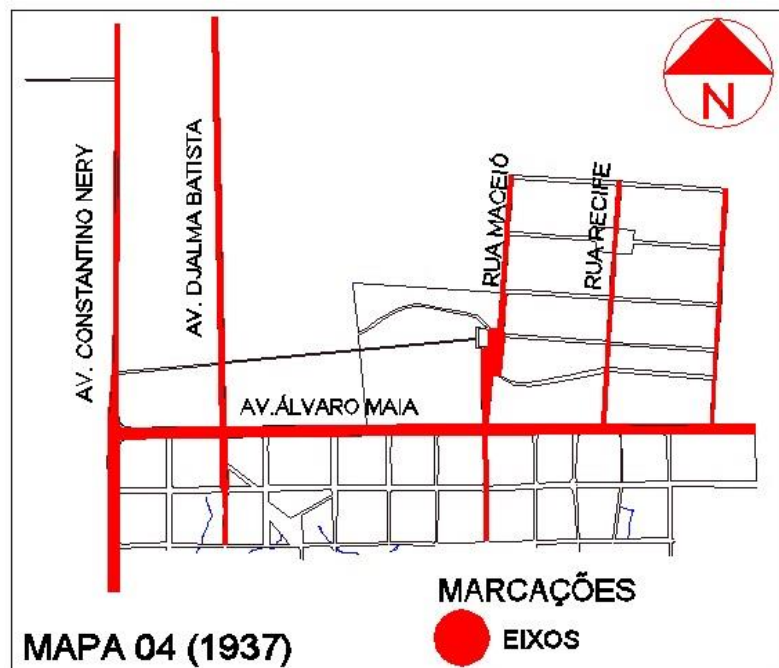 N
AV. CONSTANTINO NERY
AV. DJALMA BATISTA
RUA MACEIÓ
RUA RECIFE
AV.ÁLVARO MAIA
MARCAÇÕES
EIXOS
MAPA 04 (1937)